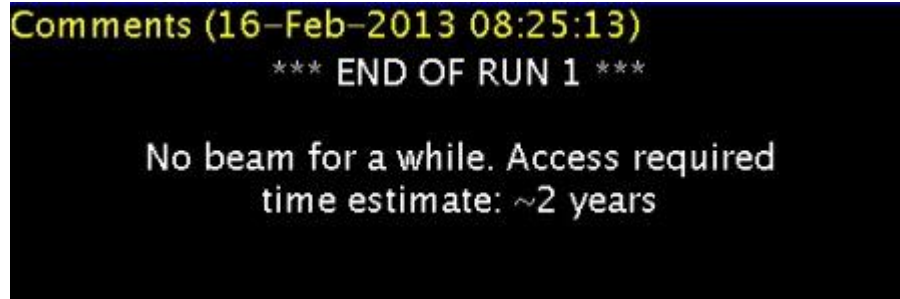 Comments (16-Feb-2013 08:25:13)
*** END OF RUN 1 ***
No beam for a while. Access required
time estimate: ~2 years